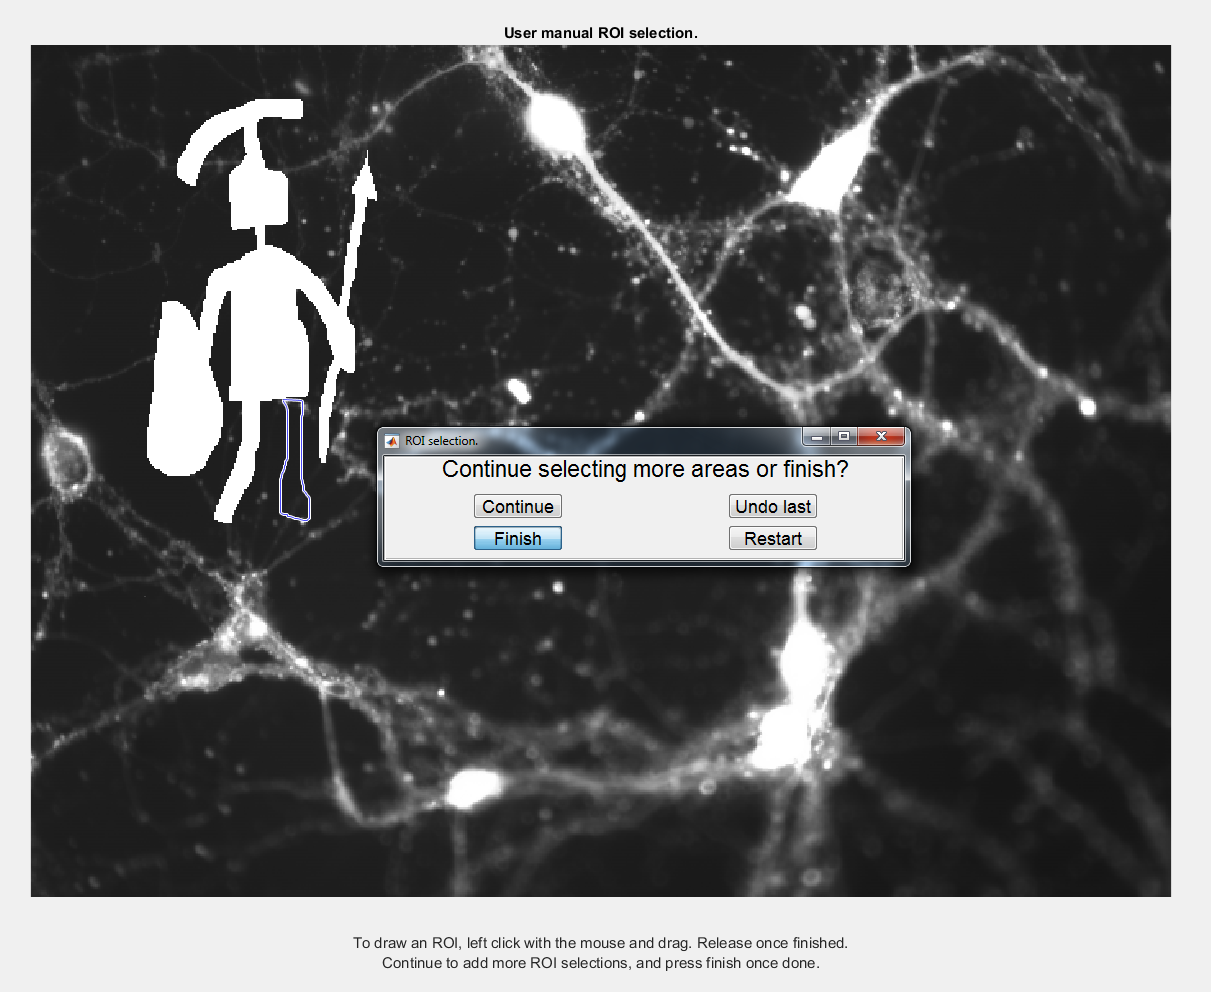 User manual ROI selection.
ROI selection.
Continue selecting more areas or finish?
Continue
Undo last
Finish
Restart
To draw an ROI, left click with the mouse and drag. Release once finished.
Continue to add more ROI selections, and press finish once done.